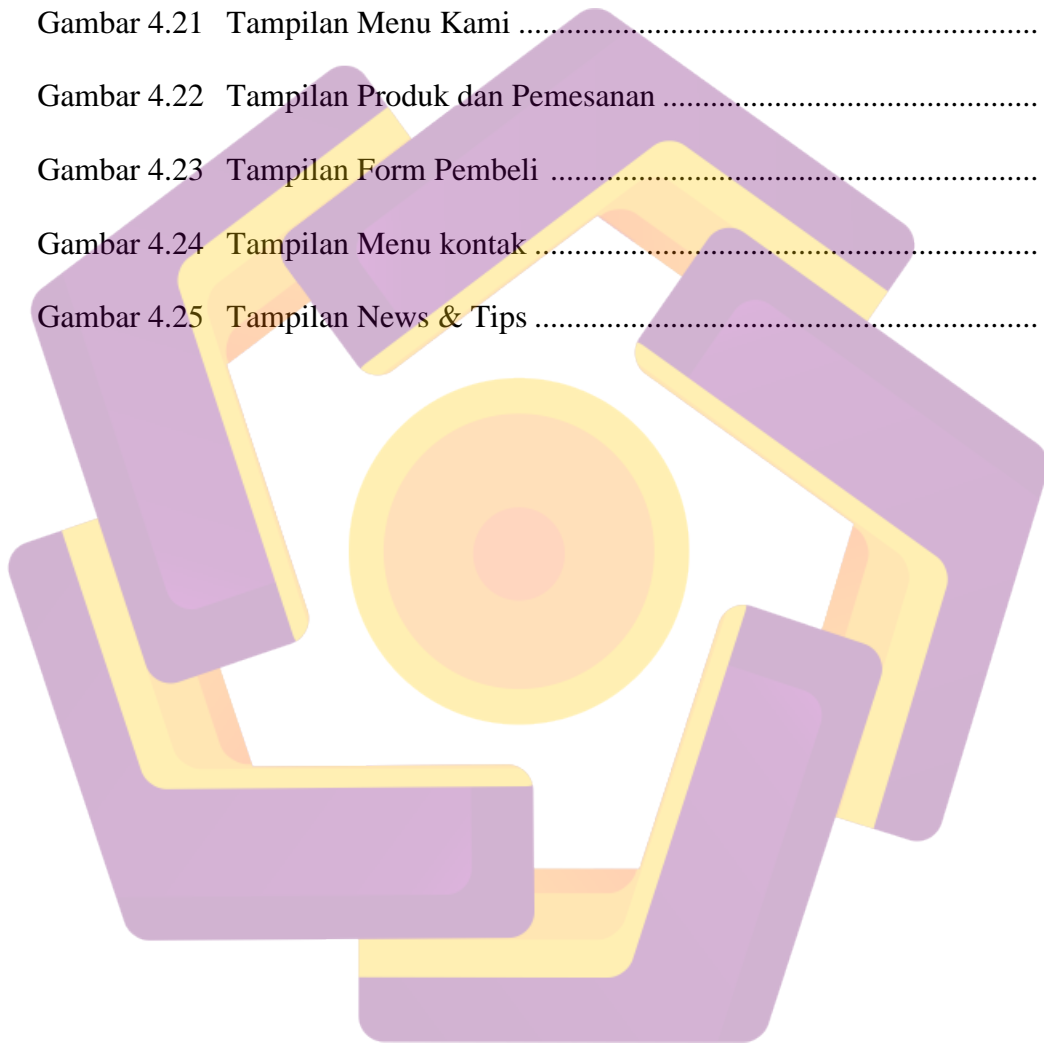 Gambar 4.21 Tampilan Menu Kami ..................................................................
Gambar 4.22 Tampilan Produk dan Pemesanan ................................................
Gambar 4.23 Tampilan Form Pembeli ..............................................................
Gambar 4.24 Tampilan Menu kontak .................................................................
Gambar 4.25 Tampilan News & Tips .................................................................